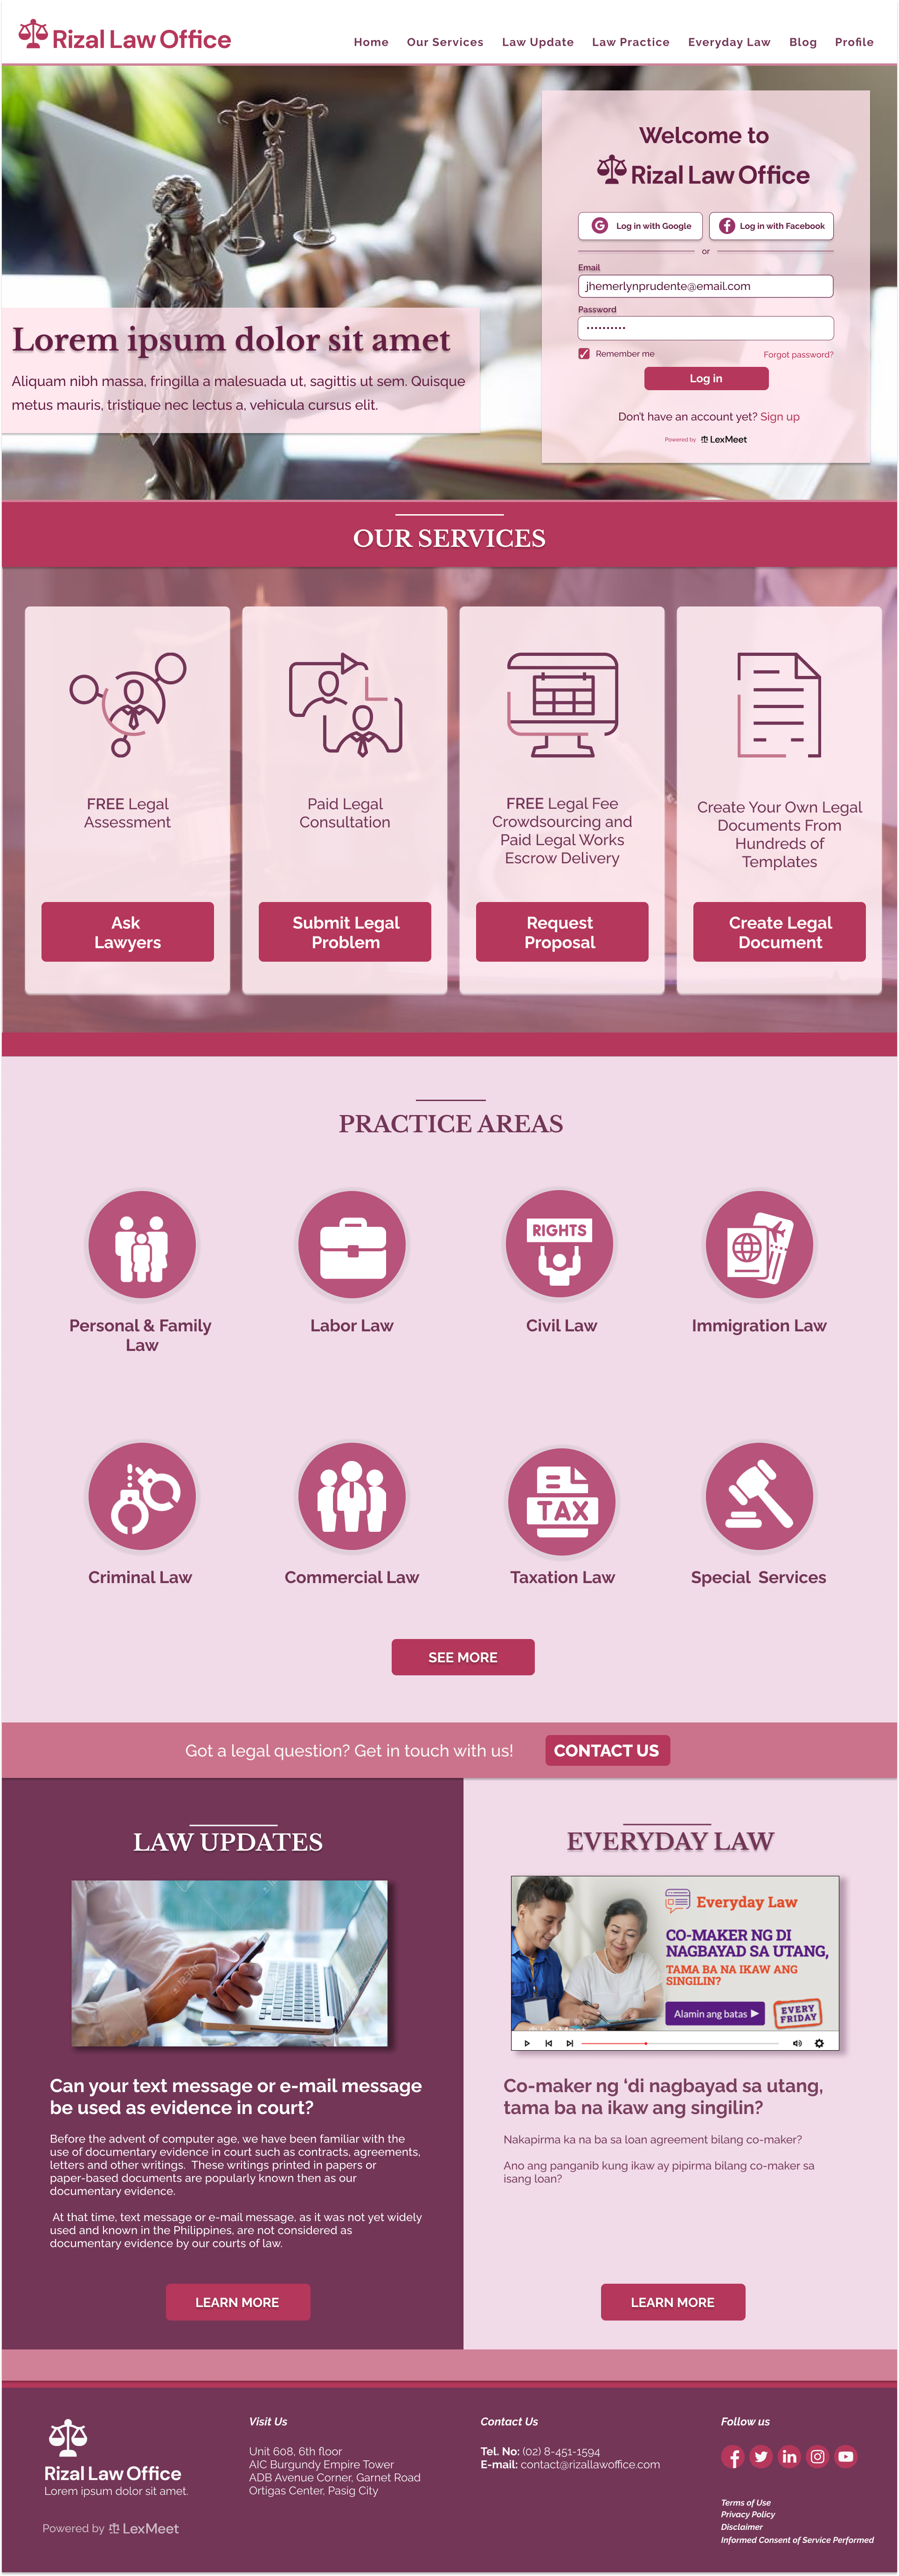 Rizal Law Office
Home Our Services Law Update Law Practice Everyday Law Blog Profile
Welcome to
Rizal Law Office
Log in with Google Log in with Facebook
or
Email
jhemerlynprudente@email.com
Password
••••••••••
Remember me Forgot password?
Log in
Don't have an account yet? Sign up
Powered by LexMeet
Lorem ipsum dolor sit amet
Aliquam nibh massa, fringilla a malesuada ut, sagittis ut sem. Quisque
metus mauris, tristique nec lectus a, vehicula cursus elit.
OUR SERVICES
FREE Legal
Assessment
Ask
Lawyers
Paid Legal
Consultation
Submit Legal
Problem
FREE Legal Fee
Crowdsourcing and
Paid Legal Works
Escrow Delivery
Request
Proposal
Create Your Own Legal
Documents From
Hundreds of
Templates
Create Legal
Document
PRACTICE AREAS
Personal & Family
Law
Labor Law
RIGHTS
Civil Law
Immigration Law
Criminal Law
Commercial Law
TAX
Taxation Law
Special Services
SEE MORE
Got a legal question? Get in touch with us!
CONTACT US
LAW UPDATES
123RF
Can your text message or e-mail message
be used as evidence in court?
Before the advent of computer age, we have been familiar with the
use of documentary evidence in court such as contracts, agreements,
letters and other writings. These writings printed in papers or
paper-based documents are popularly known then as our
documentary evidence.
At that time, text message or e-mail message, as it was not yet widely
used and known in the Philippines, are not considered as
documentary evidence by our courts of law.
LEARN MORE
EVERYDAY LAW
Everyday Law
CO-MAKER NG DI
NAGBAYAD SA UTANG,
TAMA BA NA IKAW ANG
SINGILIN?
Alamin ang batas
EVERY
FRIDAY
Co-maker ng ‘di nagbayad sa utang,
tama ba na ikaw ang singilin?
Nakapirma ka na ba sa loan agreement bilang co-maker?
Ano ang panganib kung ikaw ay pipirma bilang co-maker sa
isang loan?
LEARN MORE
Rizal Law Office
Lorem ipsum dolor sit amet.
Powered by LexMeet
Visit Us
Unit 608, 6th floor
AIC Burgundy Empire Tower
ADB Avenue Corner, Garnet Road
Ortigas Center, Pasig City
Contact Us
Tel. No: (02) 8-451-1594
E-mail: contact@rizallawoffice.com
Follow us
Terms of Use
Privacy Policy
Disclaimer
Informed Consent of Service Performed